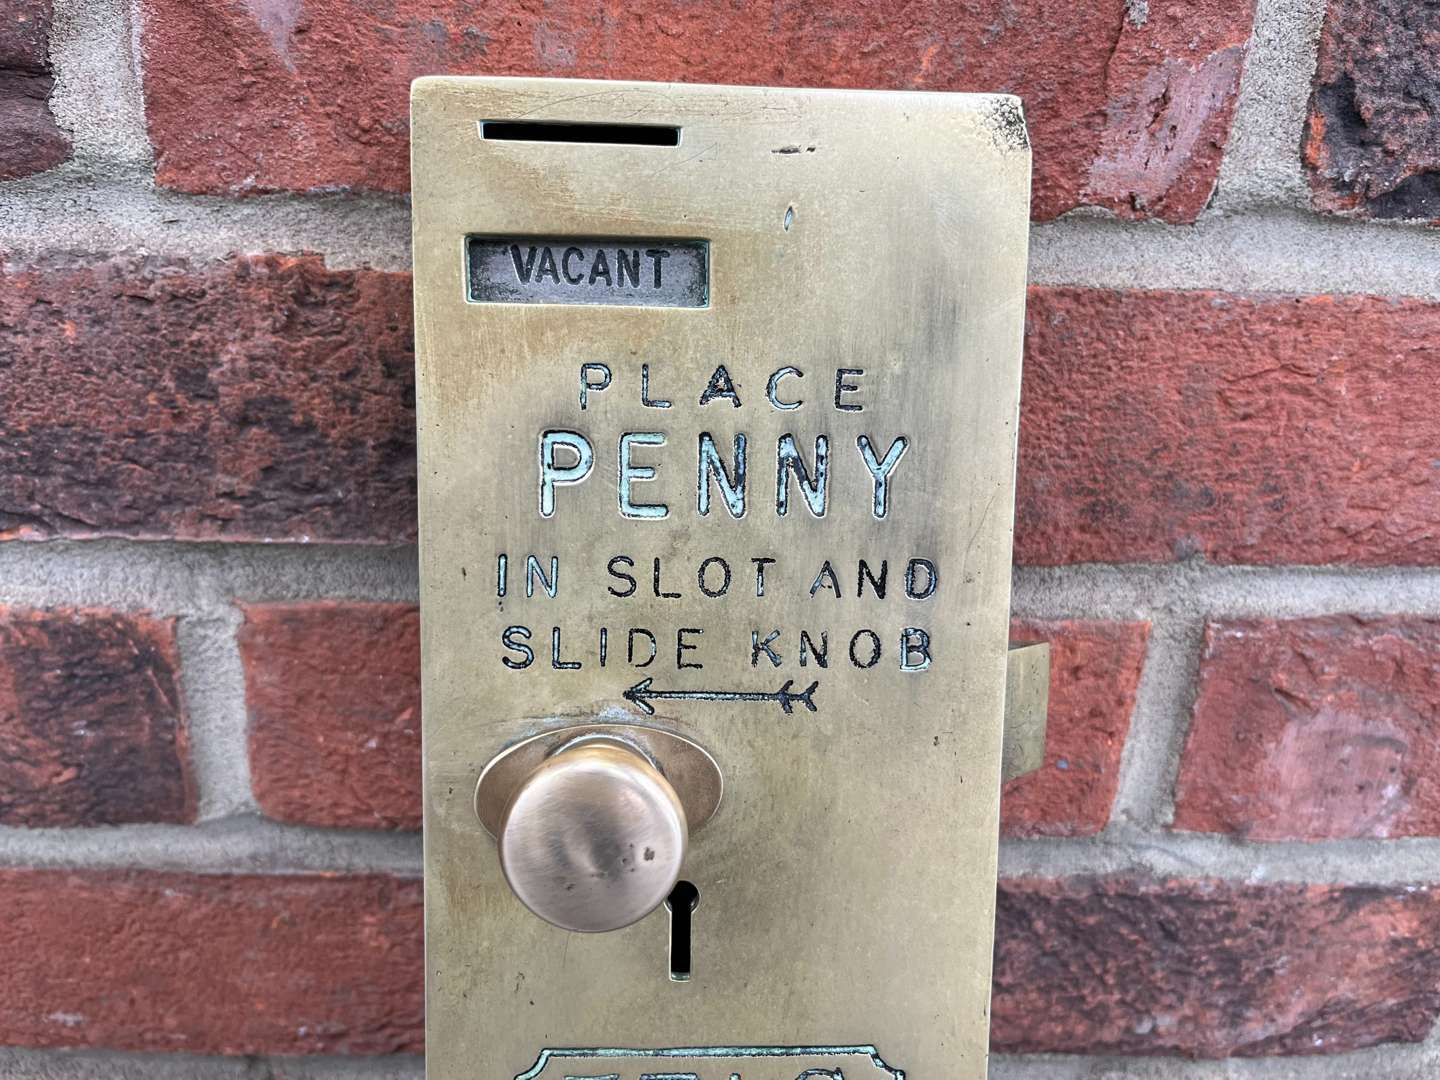 VACANT
PLACE
PENNY
IN SLOT AND
SLIDE KNOB